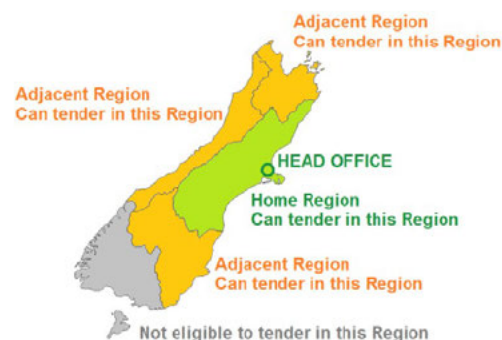 Adjacent Region
Can tender in this Region
Adjacent Region
Can tender in this Region
HEAD OFFICE
Home Region
Can tender in this Region
Adjacent Region
Can tender in this Region
Not eligible to tender in this Region